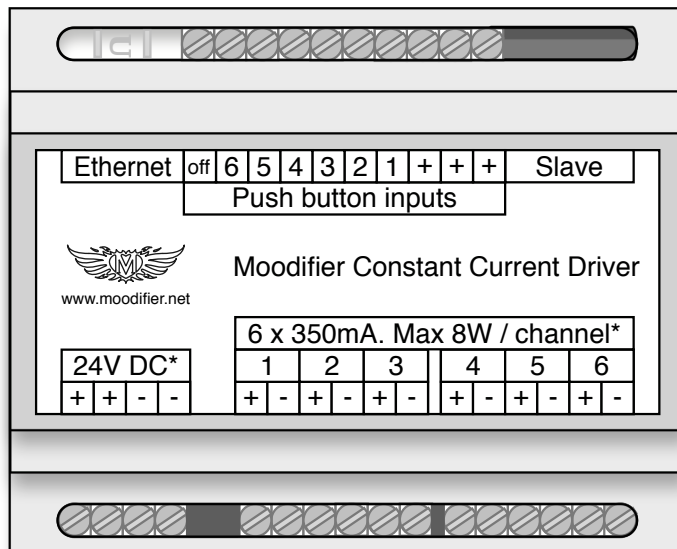 Ethernet off 6 5 4 3 2 1 + + + Slave
Push button inputs
M
Moodifier Constant Current Driver
www.moodifier.net
6 x 350mA. Max 8W / channel*
24V DC* 1 2 3 4 5 6
+ + - - + - + - + - + - + - + -